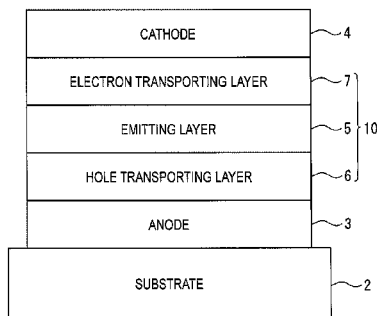 CATHODE 4
ELECTRON TRANSPORTING LAYER 7
EMITTING LAYER 5 10
HOLE TRANSPORTING LAYER 6
ANODE 3
SUBSTRATE 2